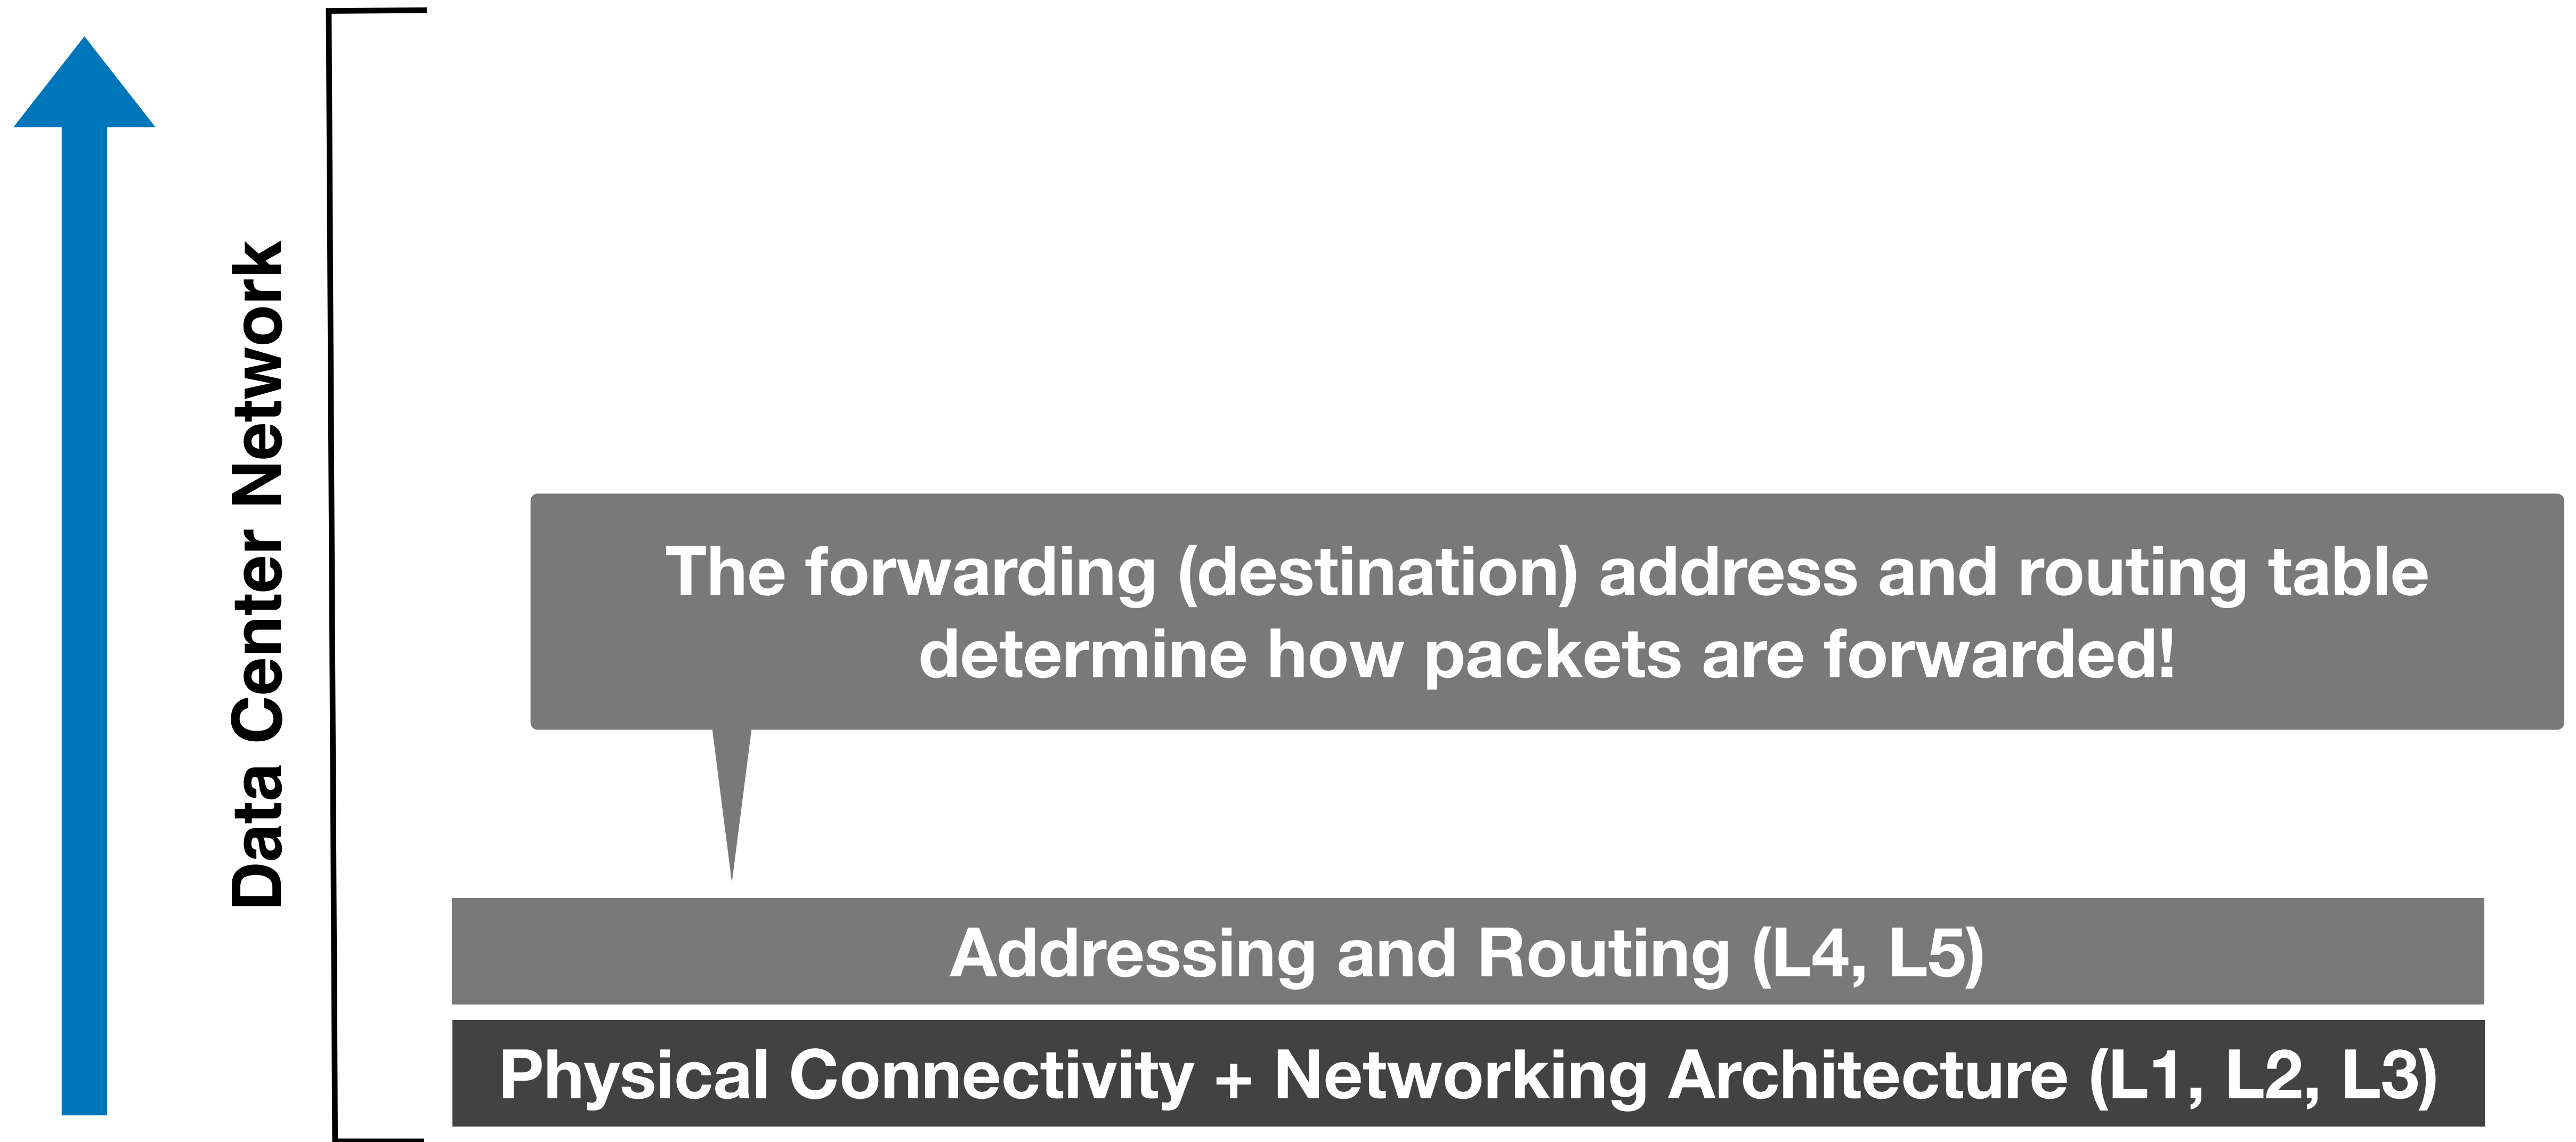 Data Center Network
The forwarding (destination) address and routing table
determine how packets are forwarded!
Addressing and Routing (L4, L5)
Physical Connectivity + Networking Architecture (L1, L2, L3)